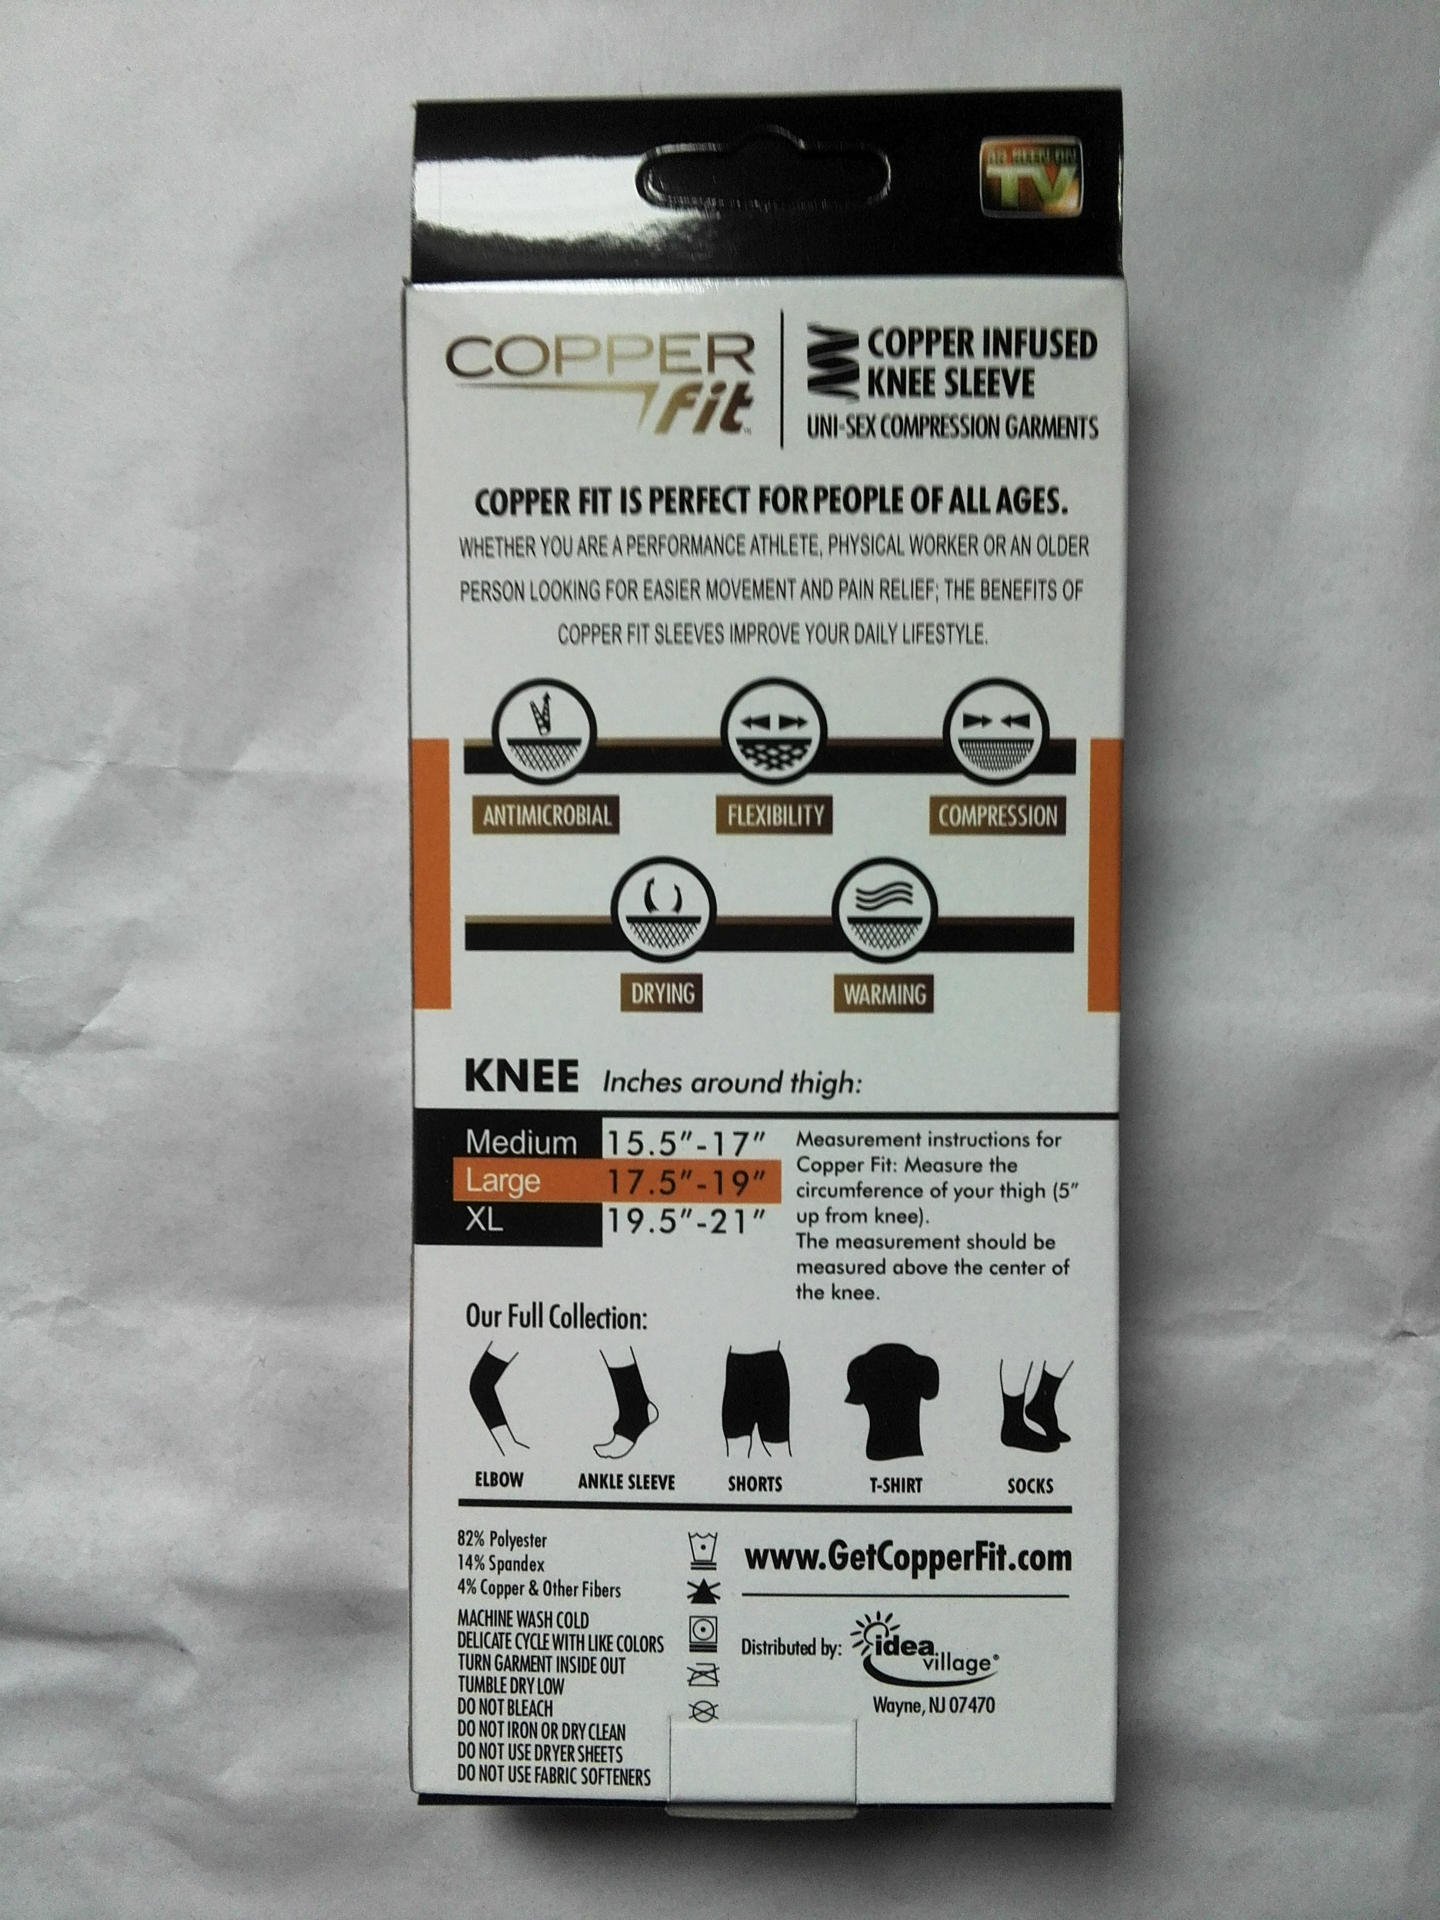 AS SEEN ON
TV
COPPER
fit™
COPPER INFUSED
KNEE SLEEVE
UNI-SEX COMPRESSION GARMENTS
COPPER FIT IS PERFECT FOR PEOPLE OF ALL AGES.
WHETHER YOU ARE A PERFORMANCE ATHLETE, PHYSICAL WORKER OR AN OLDER
PERSON LOOKING FOR EASIER MOVEMENT AND PAIN RELIEF; THE BENEFITS OF
COPPER FIT SLEEVES IMPROVE YOUR DAILY LIFESTYLE.
ANTIMICROBIAL
FLEXIBILITY
COMPRESSION
DRYING
WARMING
KNEE Inches around thigh:
Medium 15.5"-17"
Large 17.5"-19"
XL 19.5"-21"
Measurement instructions for
Copper Fit: Measure the
circumference of your thigh (5"
up from knee).
The measurement should be
measured above the center of
the knee.
Our Full Collection:
ELBOW
ANKLE SLEEVE
SHORTS
T-SHIRT
SOCKS
82% Polyester
14% Spandex
4% Copper & Other Fibers
MACHINE WASH COLD
DELICATE CYCLE WITH LIKE COLORS
TURN GARMENT INSIDE OUT
TUMBLE DRY LOW
DO NOT BLEACH
DO NOT IRON OR DRY CLEAN
DO NOT USE DRYER SHEETS
DO NOT USE FABRIC SOFTENERS
www.GetCopperFit.com
Distributed by: idea
village®
Wayne, NJ 07470